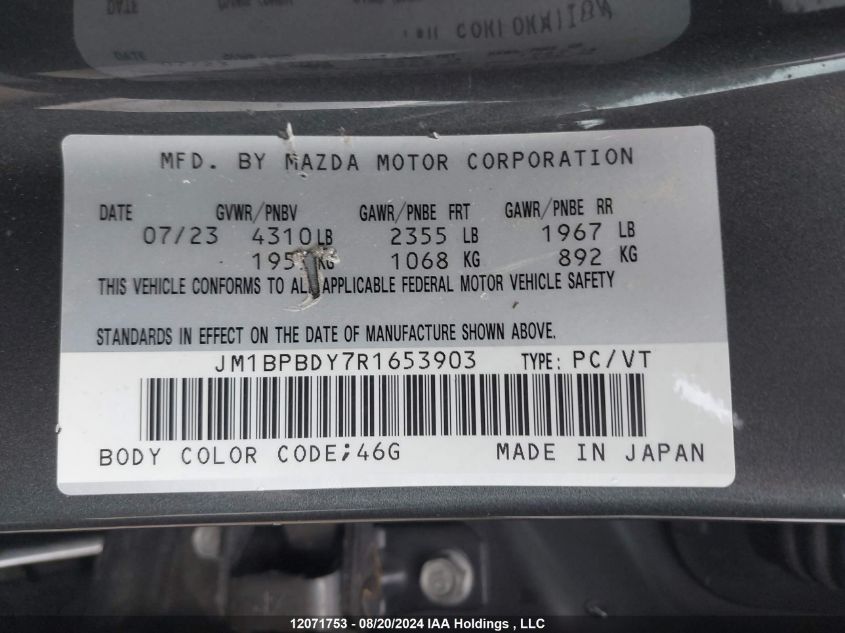 MFD. BY MAZDA MOTOR CORPORATION
DATE GVWR/PNBV GAWR/PNBE FRT GAWR/PNBE RR
07/23 4310 LB 2355 LB 1967 LB
1068 KG 892 KG
THIS VEHICLE CONFORMS TO ALL APPLICABLE FEDERAL MOTOR VEHICLE SAFETY
STANDARDS IN EFFECT ON THE DATE OF MANUFACTURE SHOWN ABOVE.
JM1BPBDY7R1653903 TYPE: PC/VT
BODY COLOR CODE;46G MADE IN JAPAN
12071753 - 08/20/2024 IAA Holdings , LLC